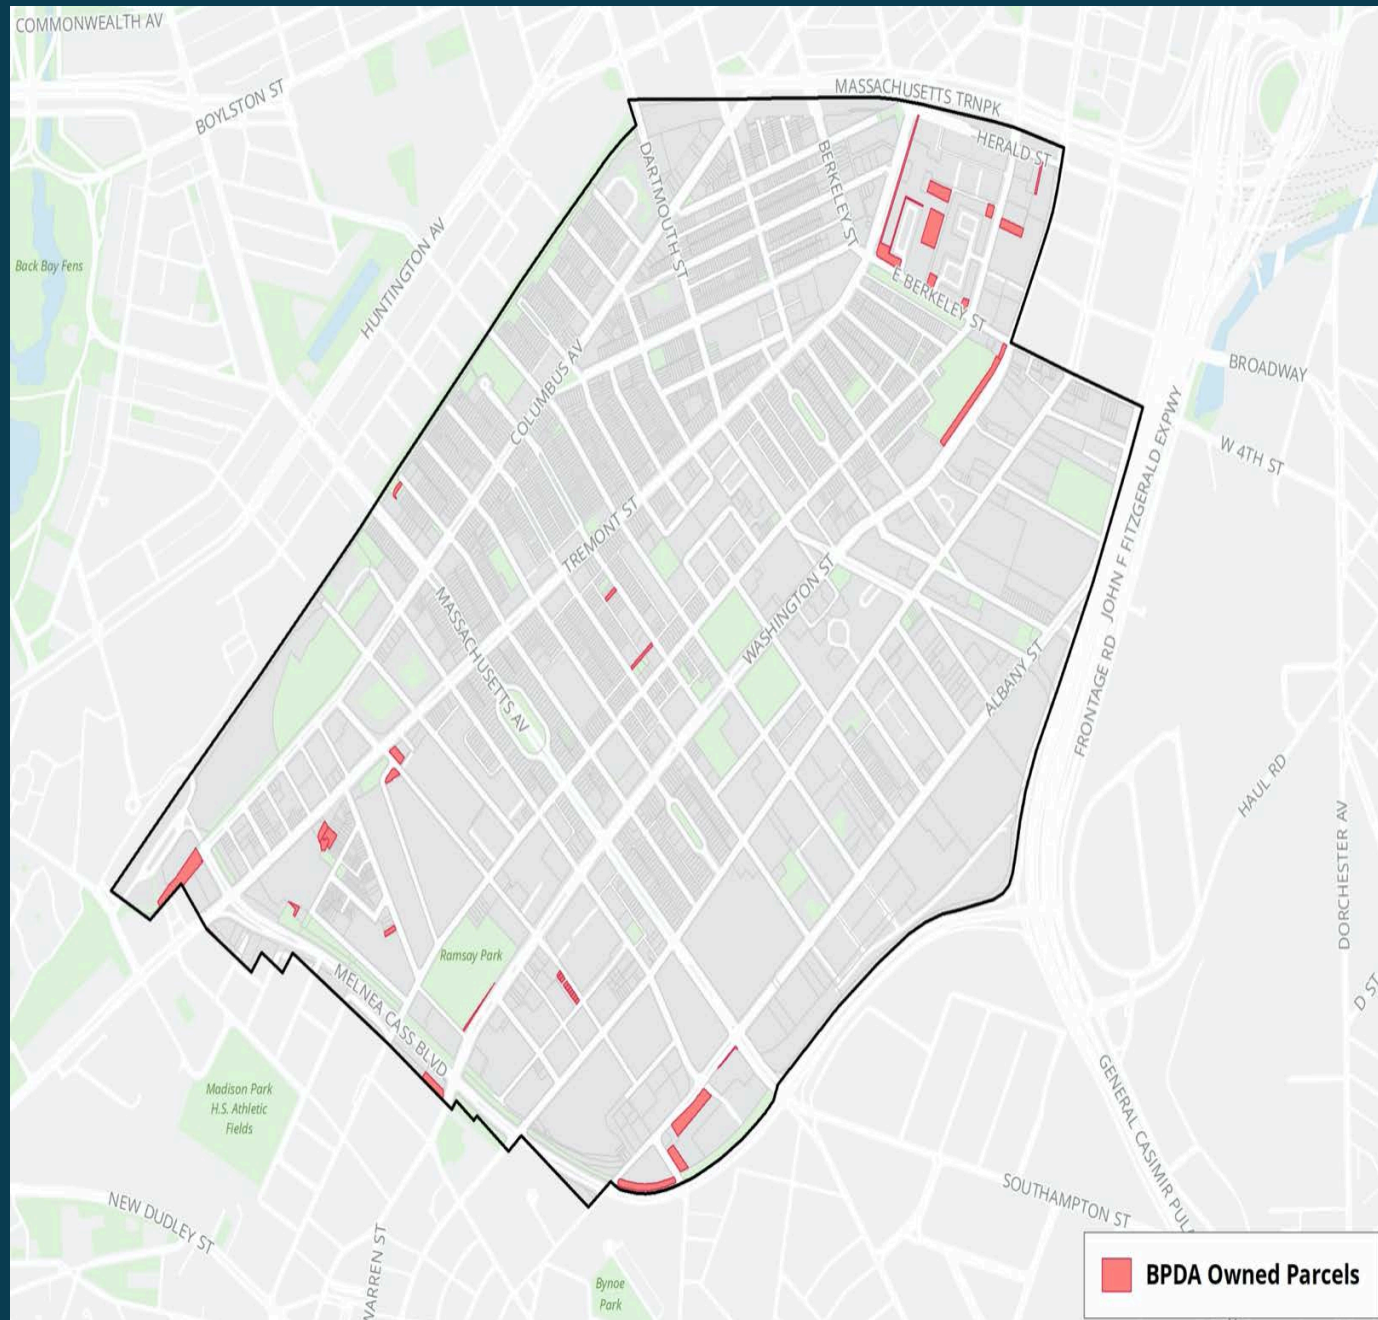 COMMONWEALTH AV
BOYLSTON ST
MASSACHUSETTS TRNPK
HERALD ST
DARTMOUTH ST
BERKELEY ST
Back Bay Fens
HUNTINGTON AV
E BERKELEY ST
BROADWAY
COLUMBUS AV
W 4TH ST
TREMONT ST
JOHN F FITZGERALD EXPWY
WASHINGTON ST
MASSACHUSETTS AV
ALBANY ST
FRONTAGE RD
HAUL RD
DORCHESTER AV
Ramsay Park
MELNEA CASS BLVD
D ST
Madison Park
H.S. Athletic
Fields
GENERAL CASIMIR PUL
SOUTHAMPTON ST
NEW DUDLEY ST
WARREN ST
Bynoe
Park
BPDA Owned Parcels